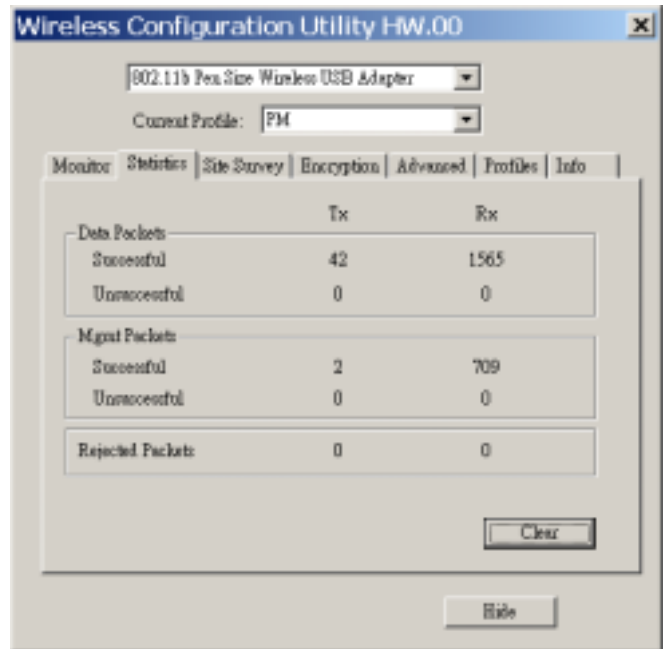 Wireless Configuration Utility HW.00
802.11b Pen Size Wireless USB Adapter
Current Profile: PM
Monitor Statistics Site Survey Encryption Advanced Profiles Info
Tx Rx
Data Packets
Successful 42 1565
Unsuccessful 0 0
Mgmt Packets
Successful 2 709
Unsuccessful 0 0
Rejected Packets 0 0
Clear
Hide